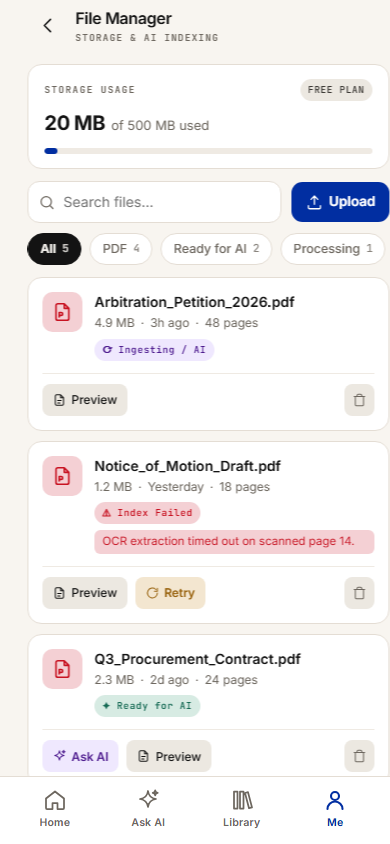 File Manager
STORAGE & AI INDEXING
STORAGE USAGE
FREE PLAN
20 MB of 500 MB used
Search files...
Upload
All 5
PDF 4
Ready for AI 2
Processing 1
Arbitration_Petition_2026.pdf
4.9 MB · 3h ago · 48 pages
Ingesting / AI
Preview
Notice_of_Motion_Draft.pdf
1.2 MB · Yesterday · 18 pages
Index Failed
OCR extraction timed out on scanned page 14.
Preview
Retry
Q3_Procurement_Contract.pdf
2.3 MB · 2d ago · 24 pages
Ready for AI
Ask AI
Preview
Home
Ask AI
Library
Me